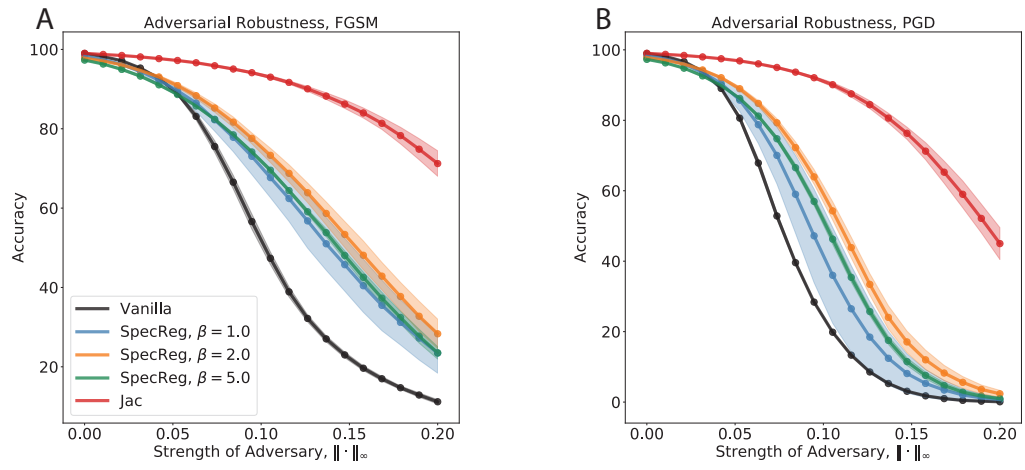 A
Adversarial Robustness, FGSM
100
80
60
40
20
Accuracy
Vanilla
SpecReg, β = 1.0
SpecReg, β = 2.0
SpecReg, β = 5.0
Jac
0.00 0.05 0.10 0.15 0.20
Strength of Adversary, ‖ · ‖∞
B
Adversarial Robustness, PGD
100
80
60
40
20
0
Accuracy
0.00 0.05 0.10 0.15 0.20
Strength of Adversary, ‖ · ‖∞